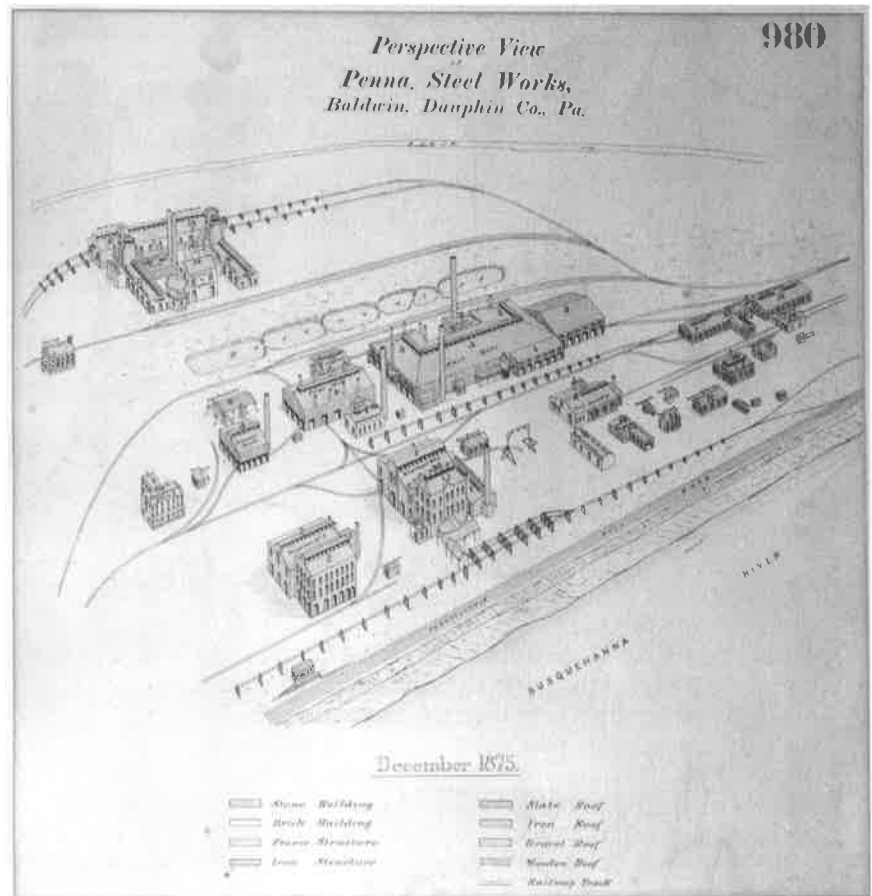 980
Perspective View
of
Penna. Steel Works,
Baldwin, Dauphin Co., Pa.
PENNSYLVANIA
SUSQUEHANNA
RIVER
December 1875.
Stone Building
Brick Building
Frame Structure
Iron Structure
Slate Roof
Iron Roof
Gravel Roof
Wooden Roof
Railway Track